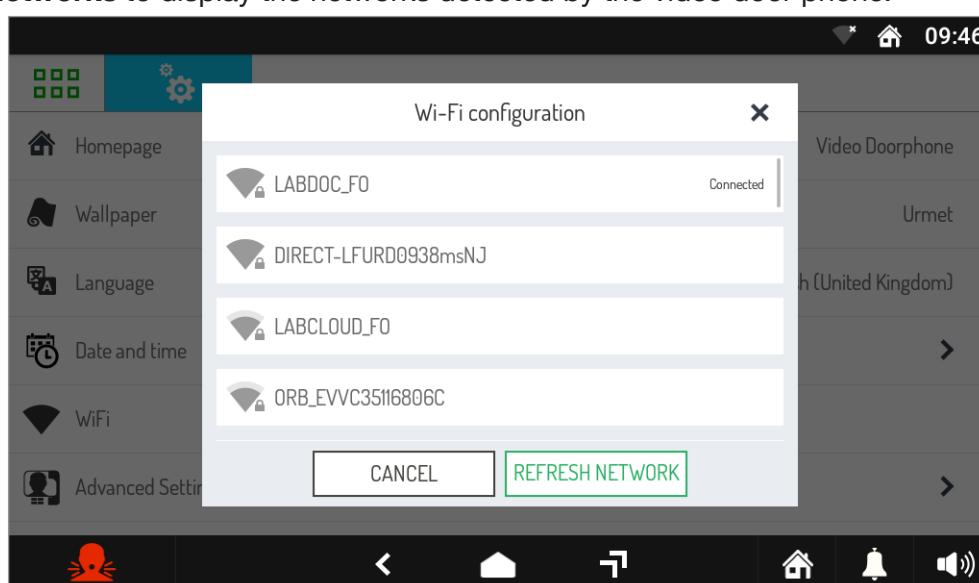 networks to display the networks detected by the video door phone.
09:46
Wi-Fi configuration
Homepage
Video Doorphone
LABDOC_FO
Connected
Wallpaper
Urmet
DIRECT-LFURD0938msNJ
Language
(United Kingdom)
LABCLOUD_FO
Date and time
ORB_EVVC35116806C
WiFi
CANCEL
REFRESH NETWORK
Advanced